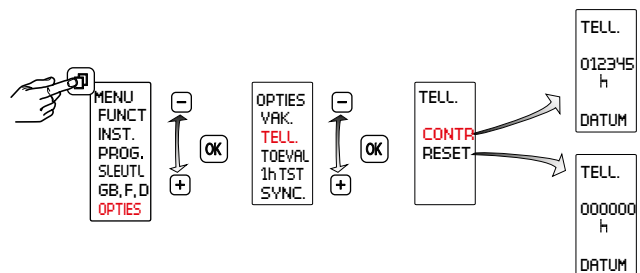 MENU
FUNCT
INST.
PROG.
SLEUTL
GB, F, D
OPTIES
−
OK
+
OPTIES
VAK.
TELL.
TOEVAL
1h TST
SYNC.
−
OK
+
TELL.
CONTR
RESET
TELL.
012345
h
DATUM
TELL.
000000
h
DATUM